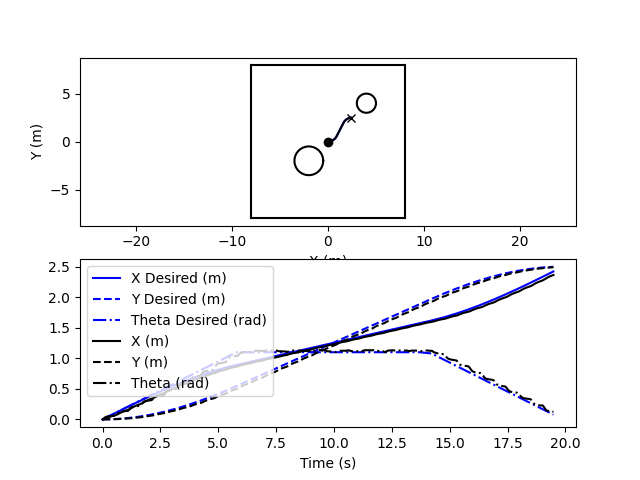 Y (m)
5
0
−5
−20
−10
0
10
20
X (m)
2.5
2.0
1.5
1.0
0.5
0.0
X Desired (m)
Y Desired (m)
Theta Desired (rad)
X (m)
Y (m)
Theta (rad)
0.0
2.5
5.0
7.5
10.0
12.5
15.0
17.5
20.0
Time (s)